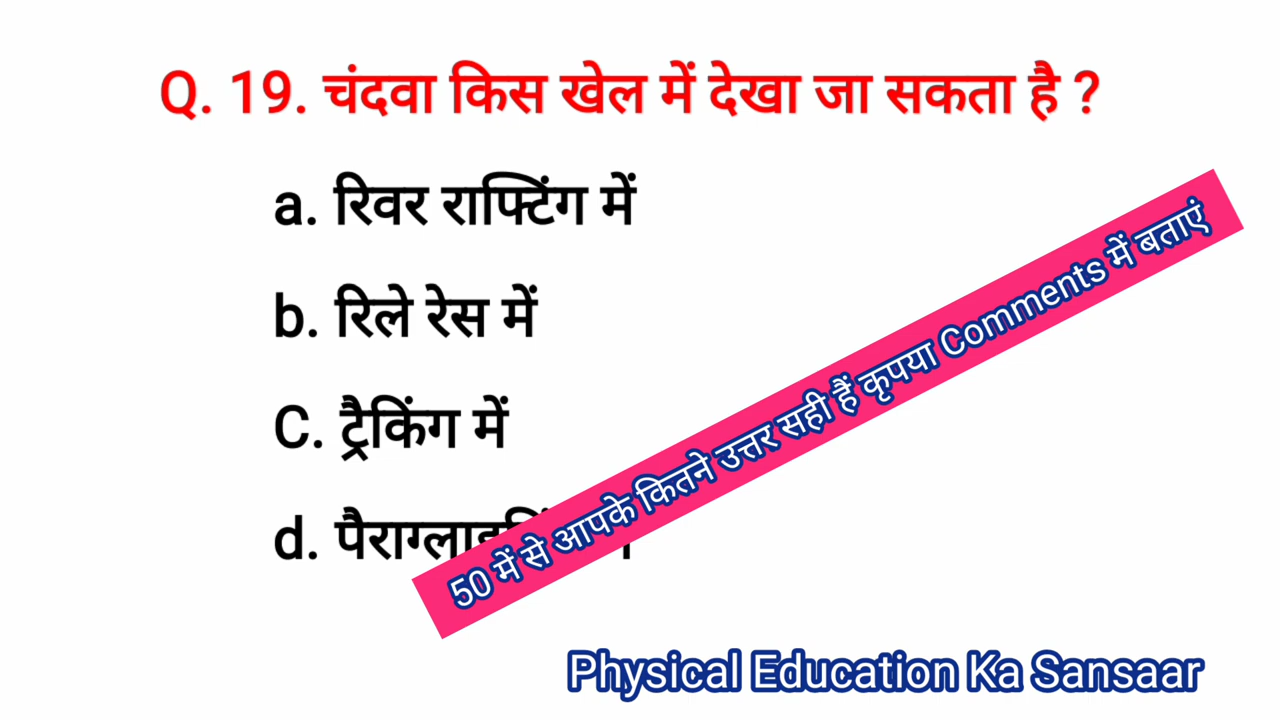 Q. 19. चंदवा किस खेल में देखा जा सकता है ?
a. रिवर राफ्टिंग में
b. रिले रेस में
C. ट्रैकिंग में
d.
50 में से आपके कितने उत्तर सही हैं कृपया Comments में बताएं
Physical Education Ka Sansaar